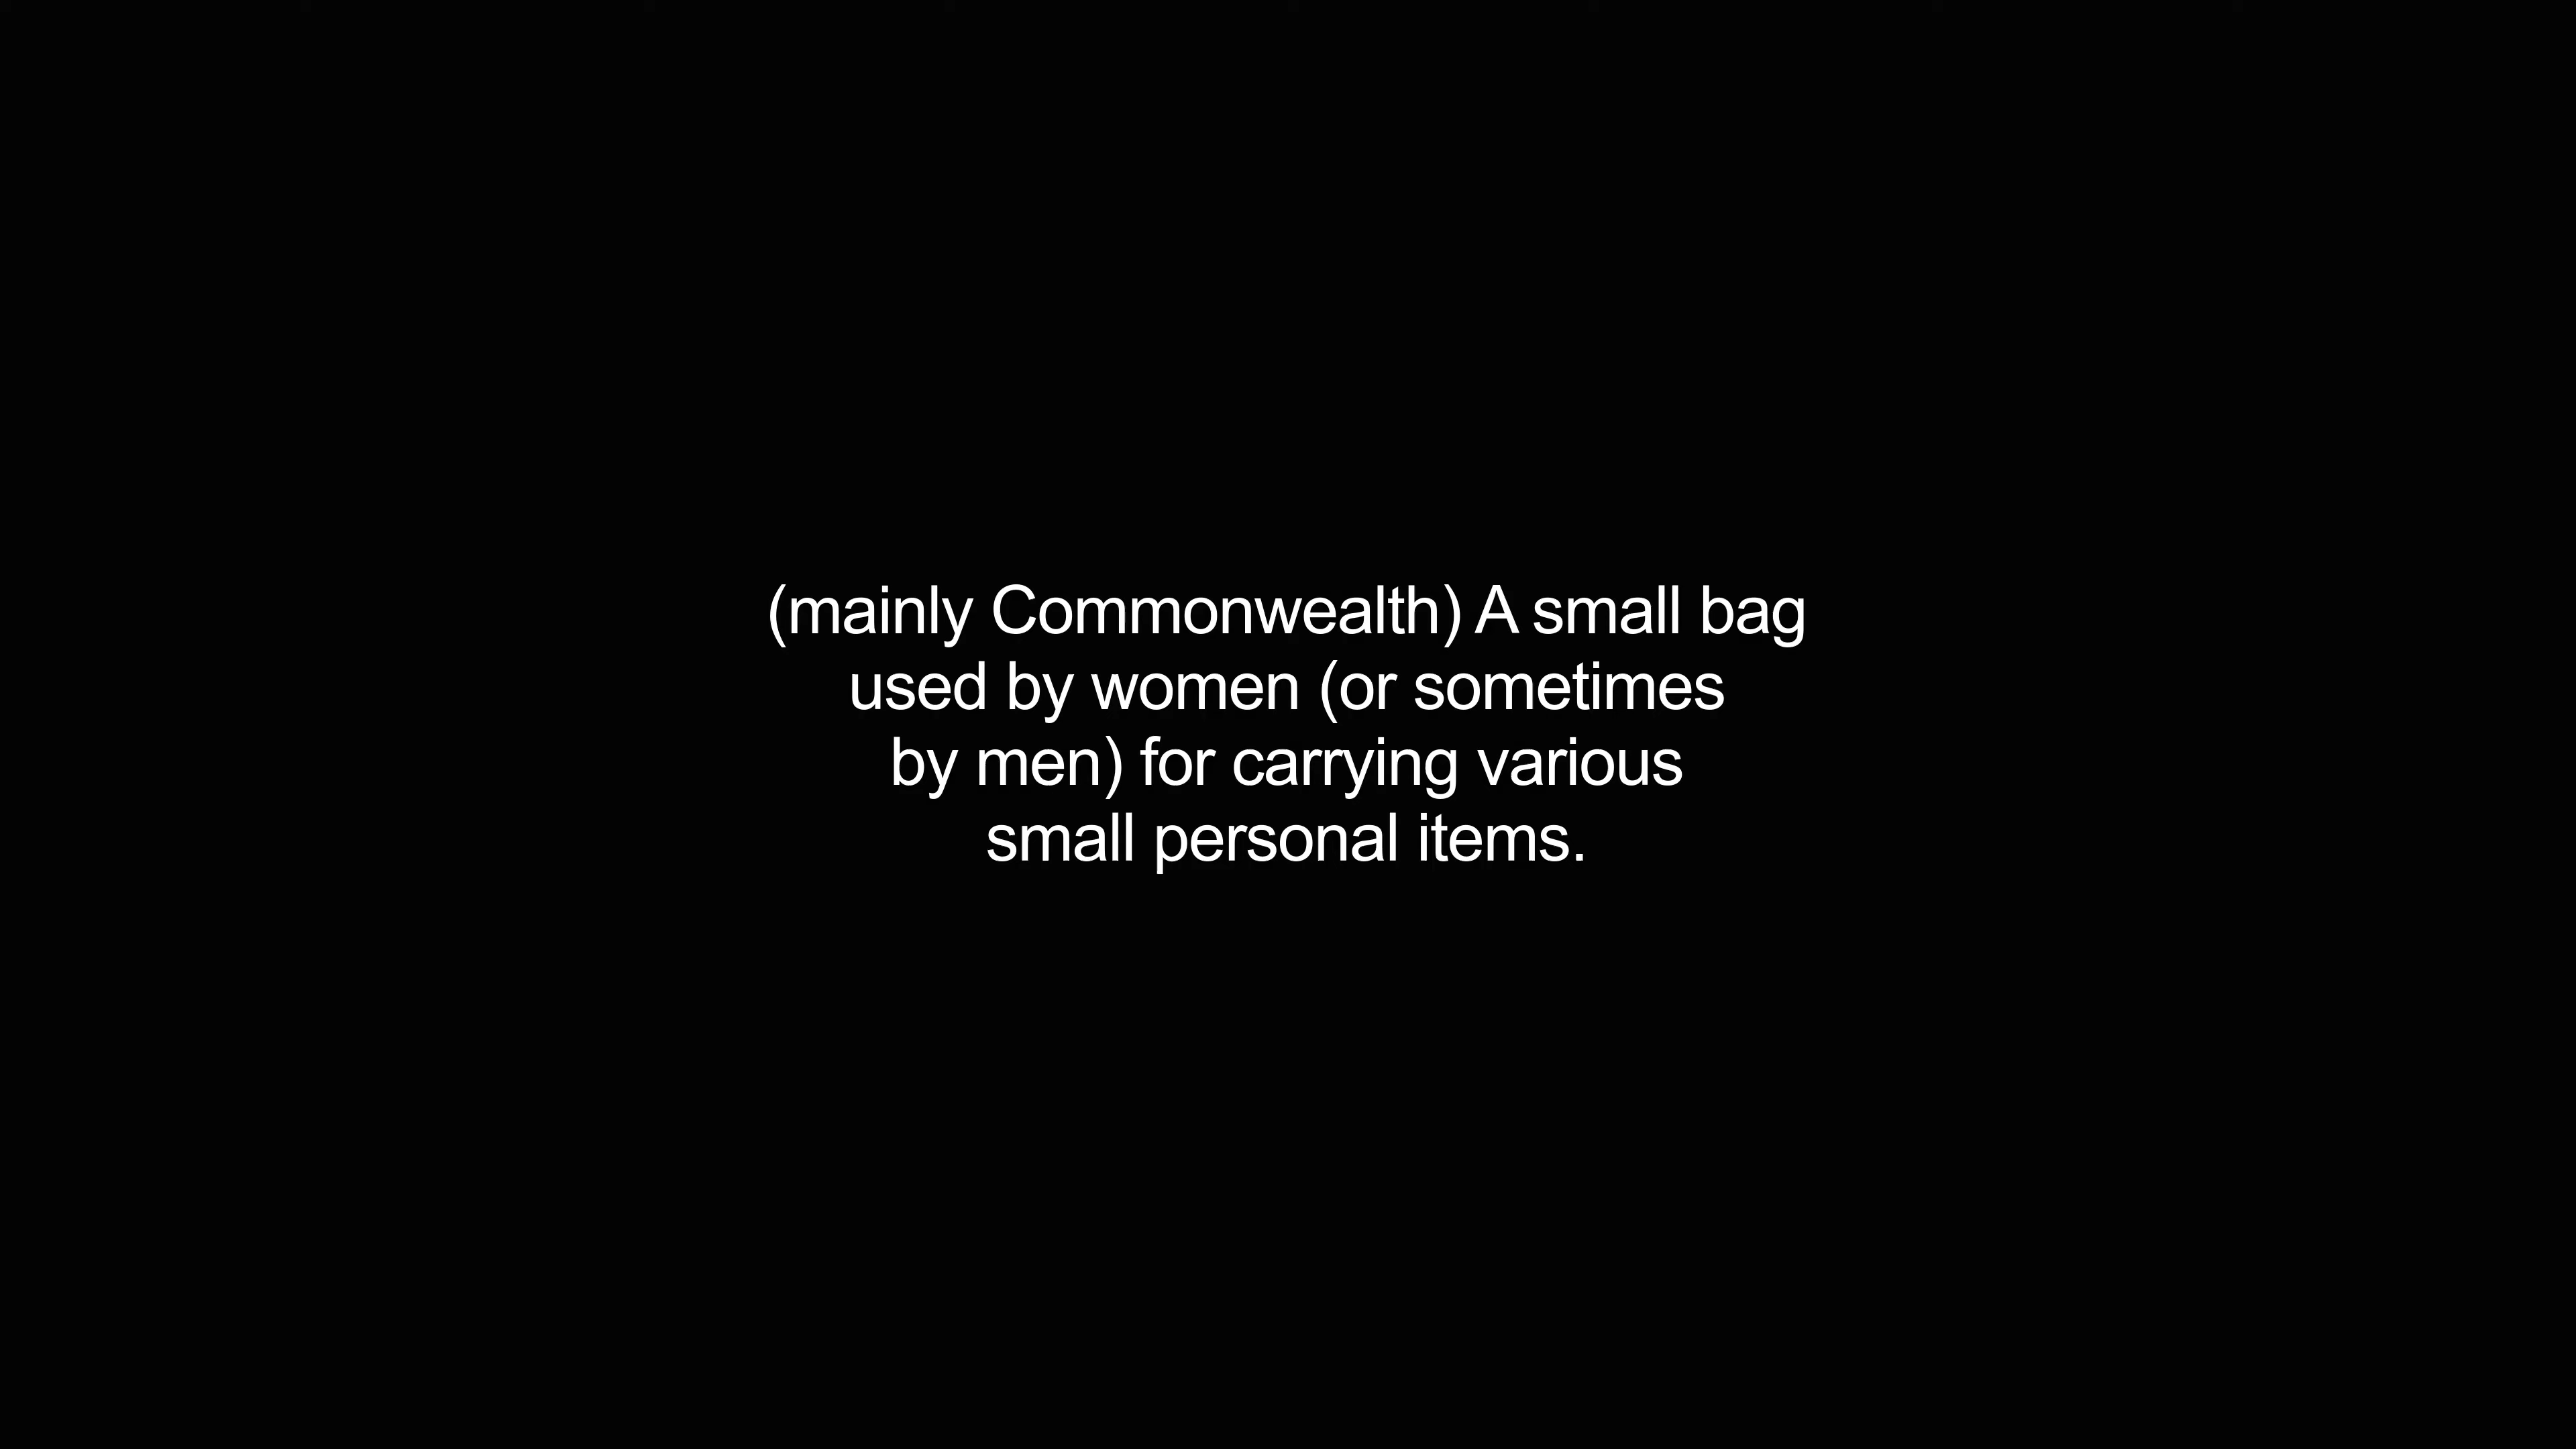 (mainly Commonwealth) A small bag
used by women (or sometimes
by men) for carrying various
small personal items.